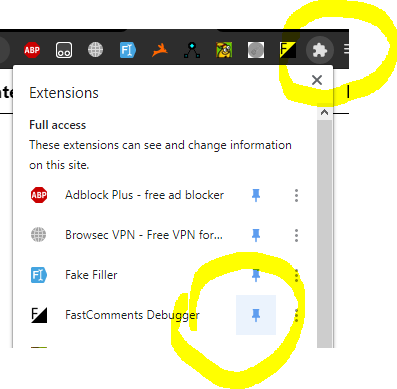 ABP
F
Extensions
Full access
These extensions can see and change information
on this site.
ABP
Adblock Plus - free ad blocker
Browsec VPN - Free VPN for...
Fake Filler
FastComments Debugger